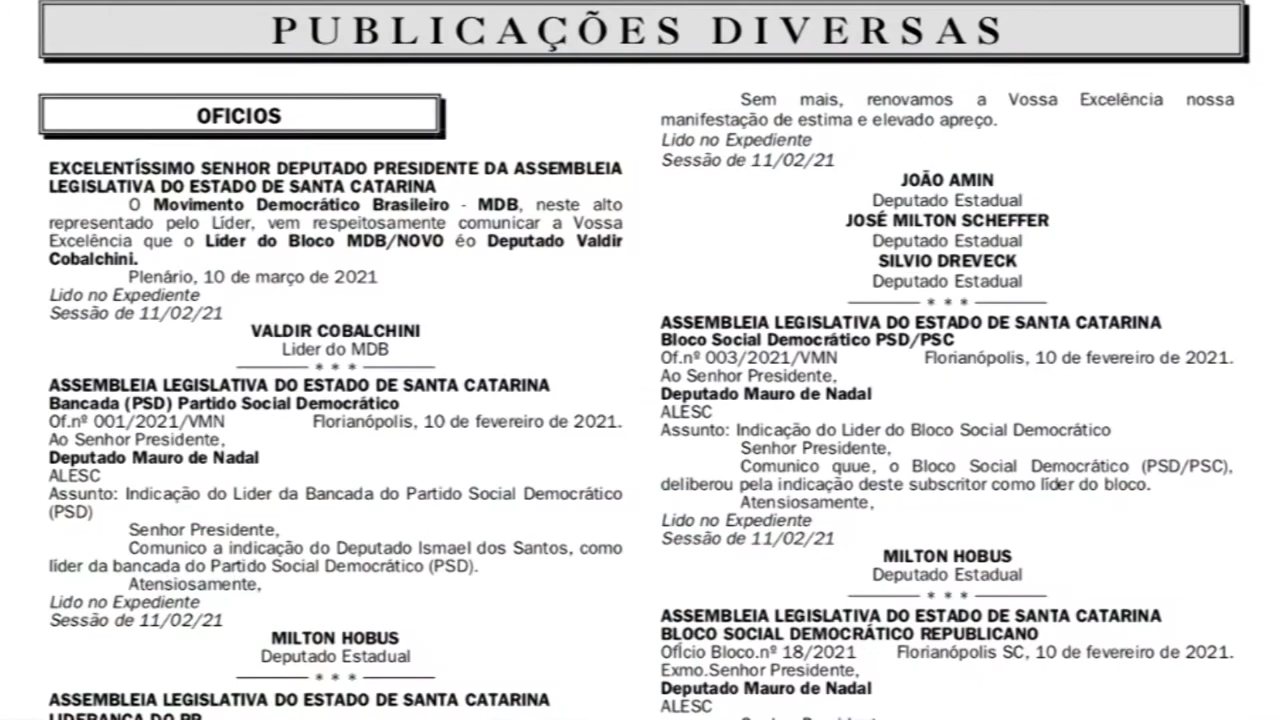 PUBLICAÇÕES DIVERSAS
OFICIOS
EXCELENTÍSSIMO SENHOR DEPUTADO PRESIDENTE DA ASSEMBLEIA
LEGISLATIVA DO ESTADO DE SANTA CATARINA
O Movimento Democrático Brasileiro - MDB, neste alto
representado pelo Líder, vem respeitosamente comunicar a Vossa
Excelência que o Líder do Bloco MDB/NOVO éo Deputado Valdir
Cobalchini.
Plenário, 10 de março de 2021
Lido no Expediente
Sessão de 11/02/21
VALDIR COBALCHINI
Lider do MDB
* * *
ASSEMBLEIA LEGISLATIVA DO ESTADO DE SANTA CATARINA
Bancada (PSD) Partido Social Democrático
Of.nº 001/2021/VMN Florianópolis, 10 de fevereiro de 2021.
Ao Senhor Presidente,
Deputado Mauro de Nadal
ALESC
Assunto: Indicação do Lider da Bancada do Partido Social Democrático
(PSD)
Senhor Presidente,
Comunico a indicação do Deputado Ismael dos Santos, como
líder da bancada do Partido Social Democrático (PSD).
Atensiosamente,
Lido no Expediente
Sessão de 11/02/21
MILTON HOBUS
Deputado Estadual
* * *
ASSEMBLEIA LEGISLATIVA DO ESTADO DE SANTA CATARINA
LIDERANÇA DO PP
Sem mais, renovamos a Vossa Excelência nossa
manifestação de estima e elevado apreço.
Lido no Expediente
Sessão de 11/02/21
JOÃO AMIN
Deputado Estadual
JOSÉ MILTON SCHEFFER
Deputado Estadual
SILVIO DREVECK
Deputado Estadual
* * *
ASSEMBLEIA LEGISLATIVA DO ESTADO DE SANTA CATARINA
Bloco Social Democrático PSD/PSC
Of.nº 003/2021/VMN Florianópolis, 10 de fevereiro de 2021.
Ao Senhor Presidente,
Deputado Mauro de Nadal
ALESC
Assunto: Indicação do Lider do Bloco Social Democrático
Senhor Presidente,
Comunico quue, o Bloco Social Democrático (PSD/PSC),
deliberou pela indicação deste subscritor como líder do bloco.
Atensiosamente,
Lido no Expediente
Sessão de 11/02/21
MILTON HOBUS
Deputado Estadual
* * *
ASSEMBLEIA LEGISLATIVA DO ESTADO DE SANTA CATARINA
BLOCO SOCIAL DEMOCRÁTICO REPUBLICANO
Ofício Bloco.nº 18/2021 Florianópolis SC, 10 de fevereiro de 2021.
Exmo.Senhor Presidente,
Deputado Mauro de Nadal
ALESC